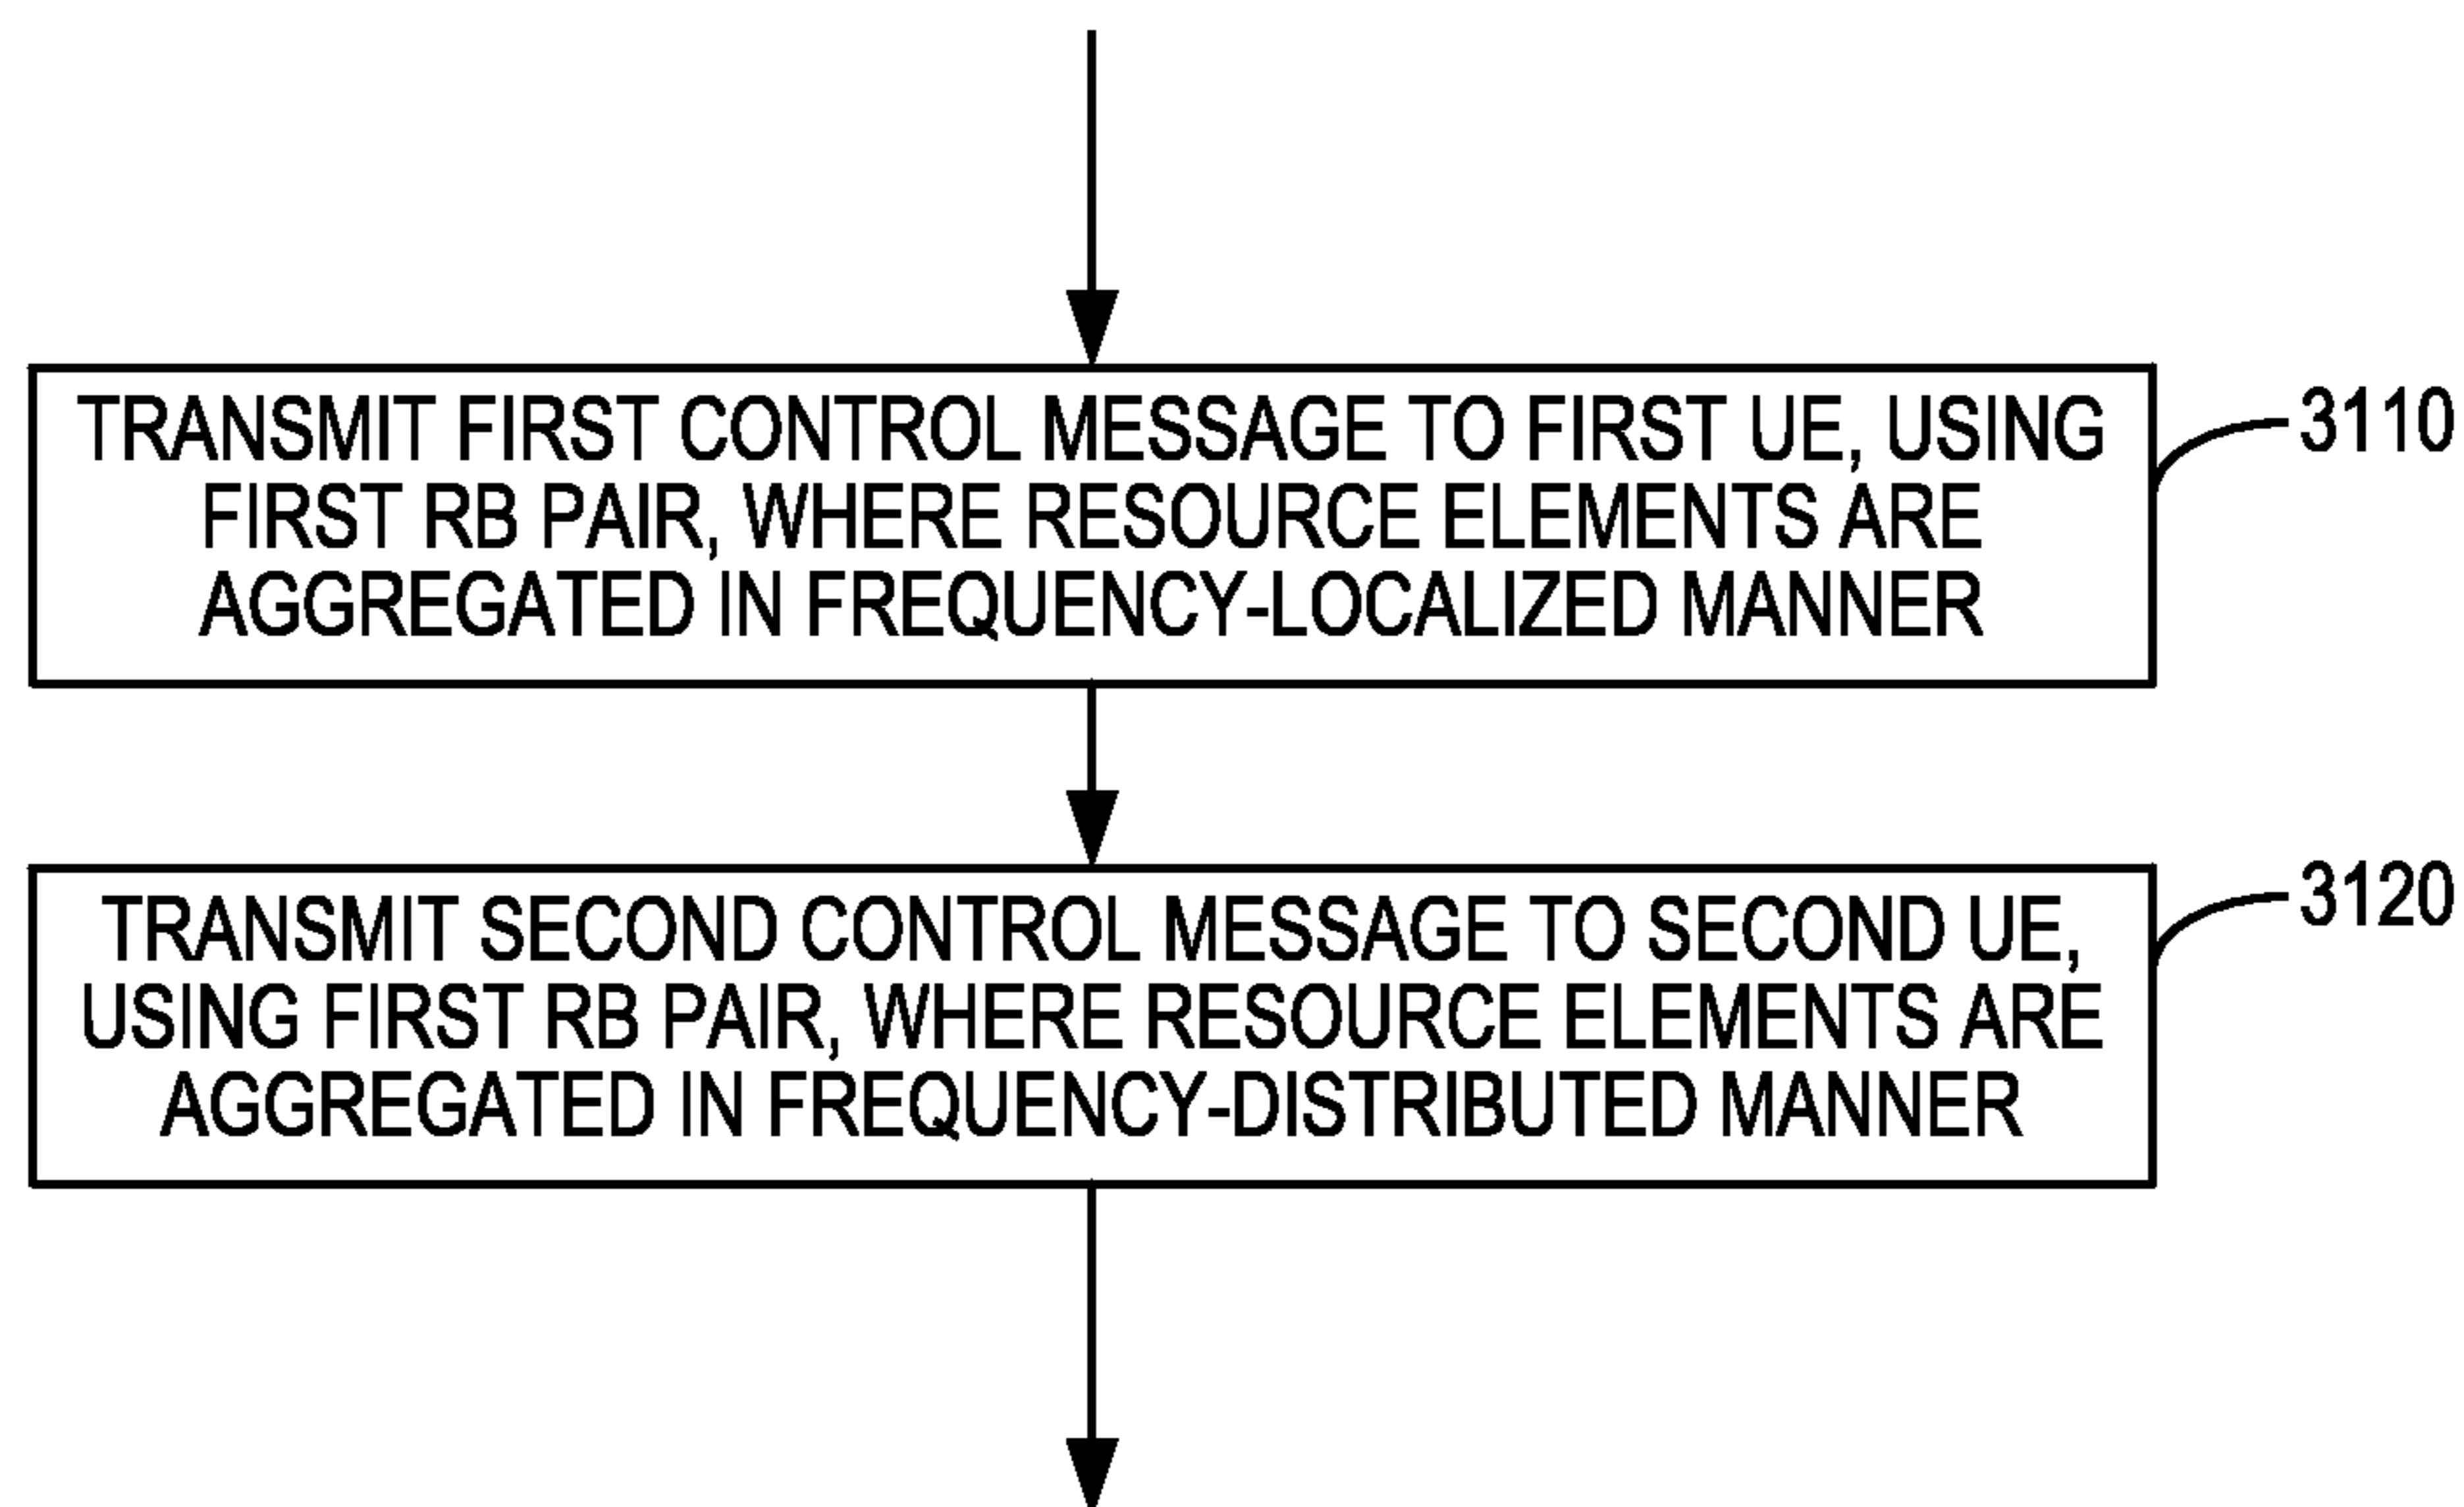 TRANSMIT FIRST CONTROL MESSAGE TO FIRST UE, USING
FIRST RB PAIR, WHERE RESOURCE ELEMENTS ARE
AGGREGATED IN FREQUENCY-LOCALIZED MANNER
3110
TRANSMIT SECOND CONTROL MESSAGE TO SECOND UE,
USING FIRST RB PAIR, WHERE RESOURCE ELEMENTS ARE
AGGREGATED IN FREQUENCY-DISTRIBUTED MANNER
3120